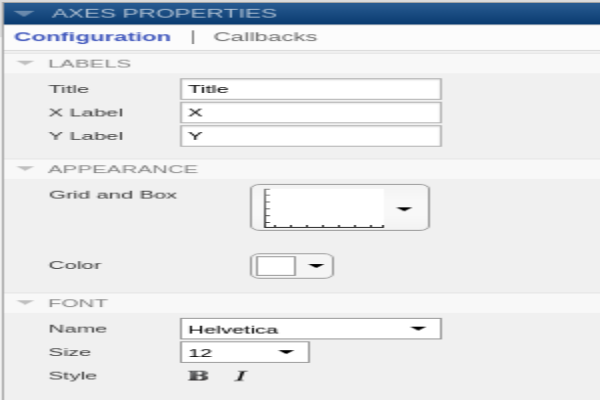 AXES PROPERTIES
Configuration | Callbacks
LABELS
Title Title
X Label X
Y Label Y
APPEARANCE
Grid and Box
Color
FONT
Name Helvetica
Size 12
Style B I